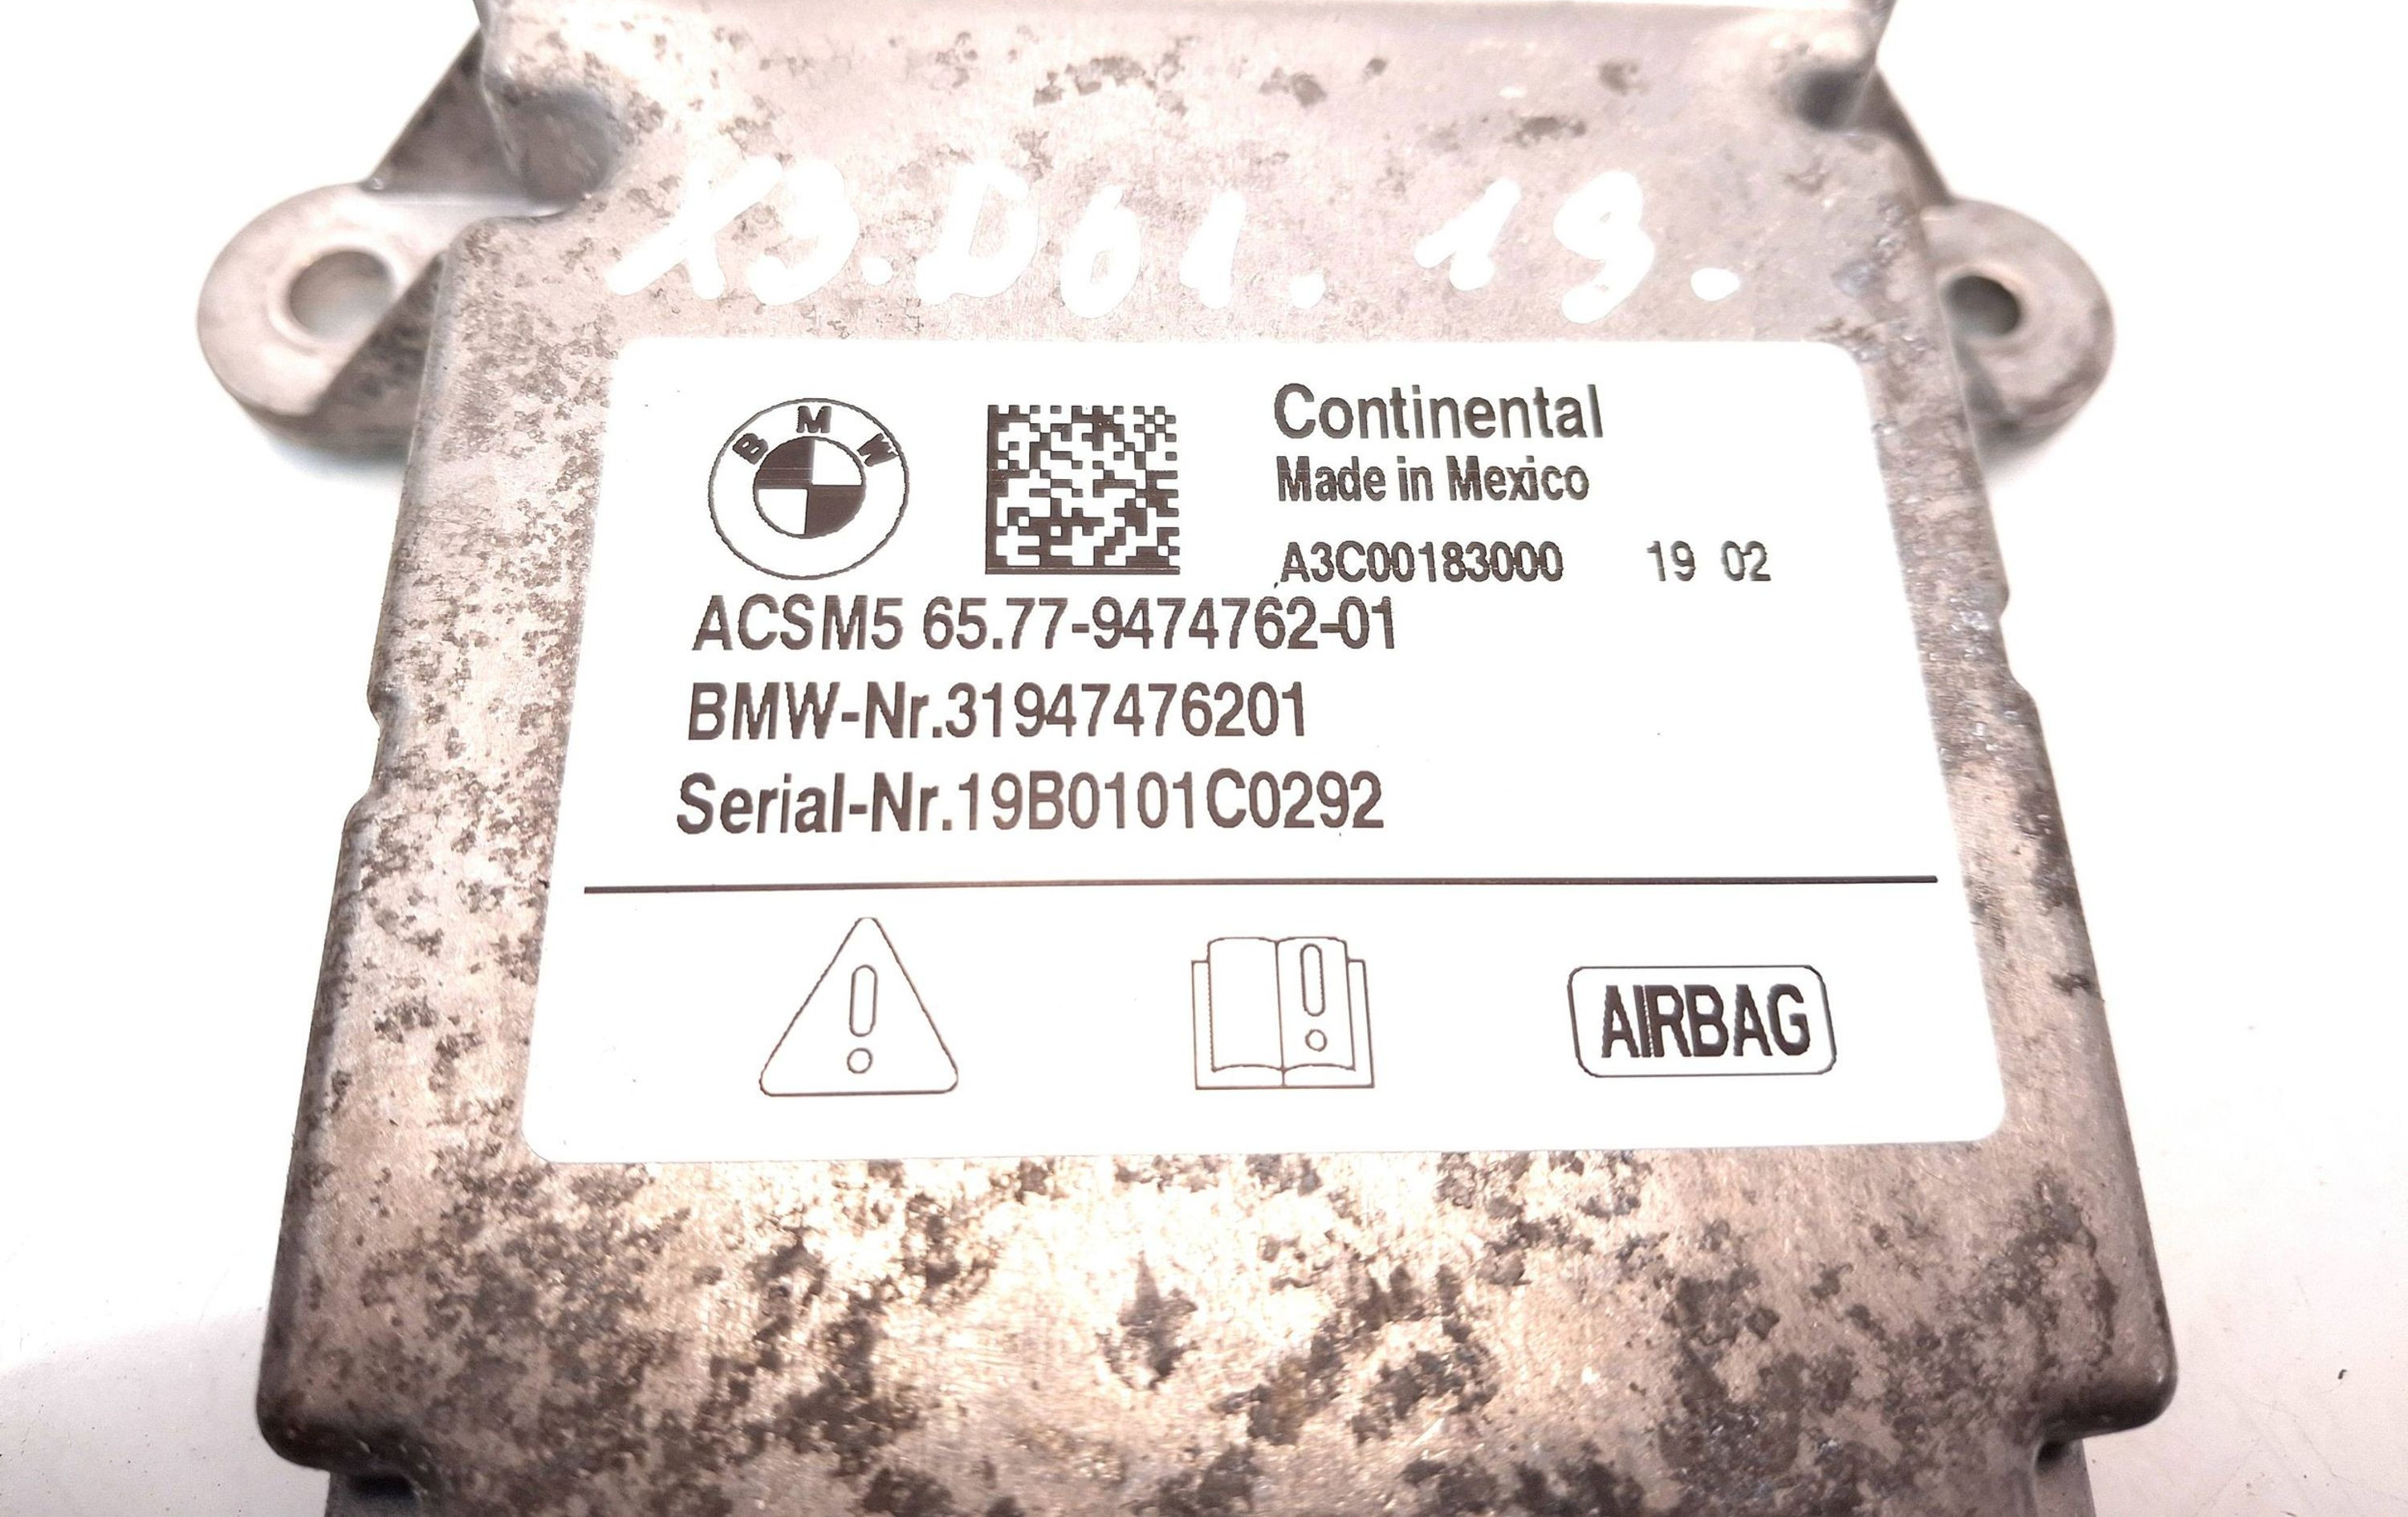 X3.D01. 19.
BMW
Continental
Made in Mexico
A3C00183000 19 02
ACSM5 65.77-9474762-01
BMW-Nr.31947476201
Serial-Nr.19B0101C0292
AIRBAG